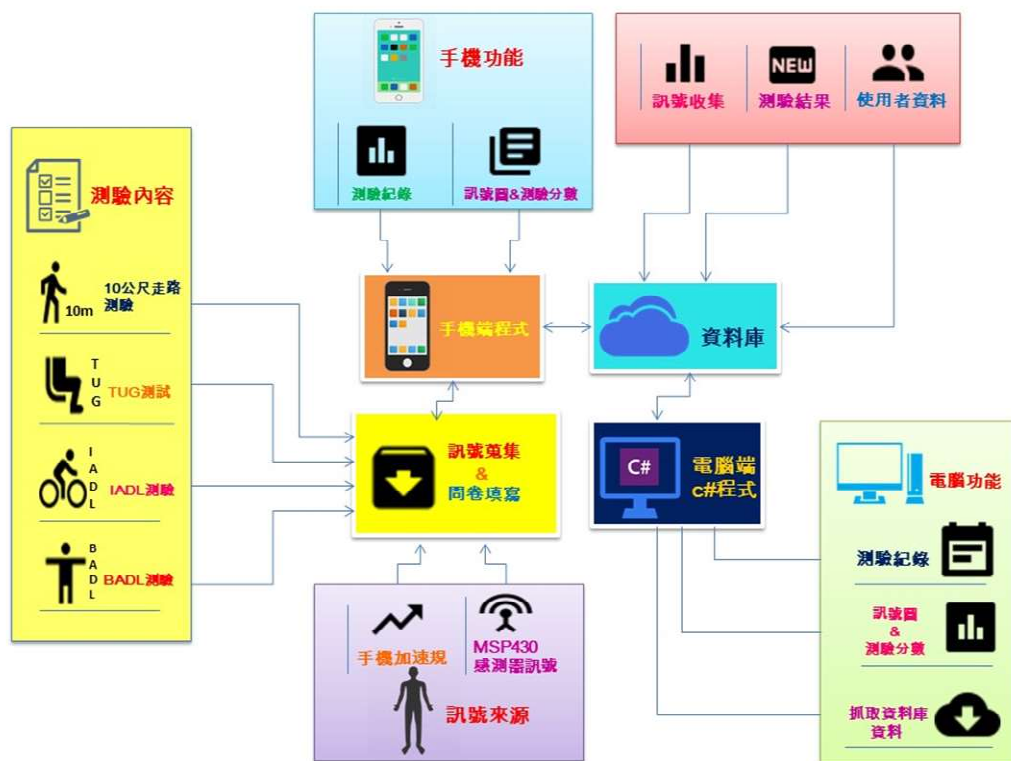 手機功能
測驗紀錄
訊號圖&測驗分數
NEW
訊號收集
測驗結果
使用者資料
測驗內容
10m
10公尺走路
測驗
TUG
TUG測試
IADL
IADL測驗
BADL
BADL測驗
手機端程式
資料庫
訊號蒐集
&
問卷填寫
C#
電腦端
c#程式
手機加速規
MSP430
感測器訊號
訊號來源
電腦功能
測驗紀錄
訊號圖
&
測驗分數
抓取資料庫
資料